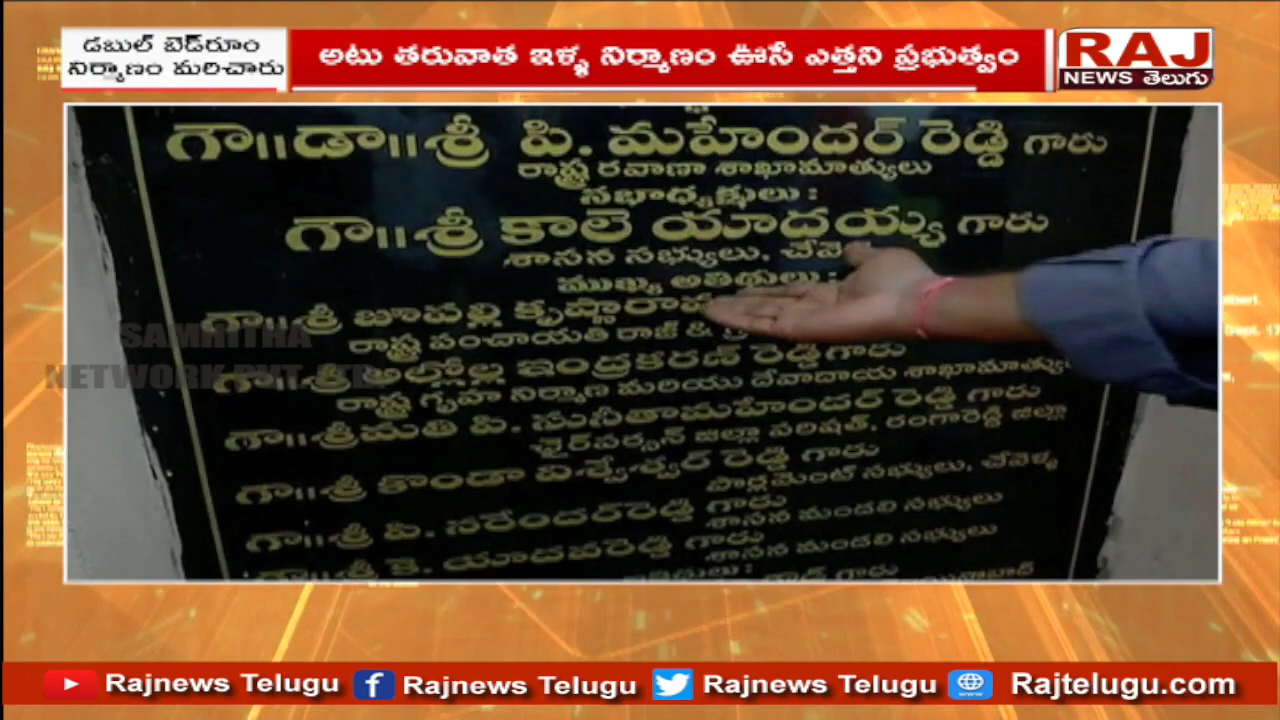 డబుల్ బెడ్‌రూం
నిర్మాణం మరిచారు
అటు తరువాత ఇళ్ళ నిర్మాణం ఊసే ఎత్తని ప్రభుత్వం
RAJ
NEWS తెలుగు
గౌ॥డా॥శ్రీ పి. మహేందర్ రెడ్డి గారు
రాష్ట్ర రవాణా శాఖామాత్యులు
సభాధ్యక్షులు :
గౌ॥శ్రీ కాలె యాదయ్య గారు
శాసన సభ్యులు,
ముఖ్య అతిథులు :
గౌ॥శ్రీ జూపల్లి
రాష్ట్ర పంచాయతీ రాజ్ &
గౌ॥శ్రీ అల్లోల్ల ఇంద్రకరణ్ రెడ్డి గారు
రాష్ట్ర గృహ నిర్మాణ మరియు దేవాదాయ
గౌ॥శ్రీమతి పి. సునీతామహేందర్ రెడ్డి గారు
ఛైర్‌పర్సన్ జిల్లా పరిషత్, రంగారెడ్డి జిల్లా
గౌ॥శ్రీ కొండా విశ్వేశ్వర్ రెడ్డి గారు
పార్లమెంట్ సభ్యులు, చేవెళ్ళ
గౌ॥శ్రీ పి. నరేందర్‌రెడ్డి గారు
శాసన మండలి సభ్యులు
గౌ॥శ్రీ కె. యాదవరెడ్డి గారు
శాసన మండలి సభ్యులు
SAMHITHA
NETWORK PVT. LTD
Rajnews Telugu
Rajnews Telugu
Rajnews Telugu
Rajtelugu.com